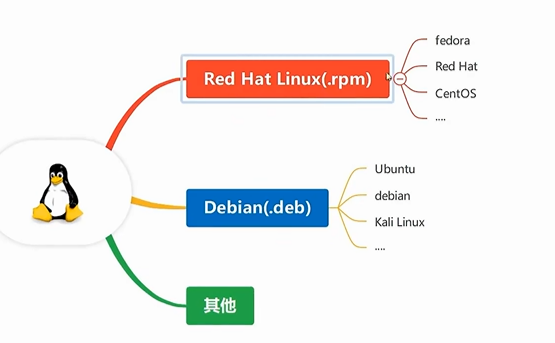 Red Hat Linux(.rpm)
fedora
Red Hat
CentOS
....
Debian(.deb)
Ubuntu
debian
Kali Linux
....
其他